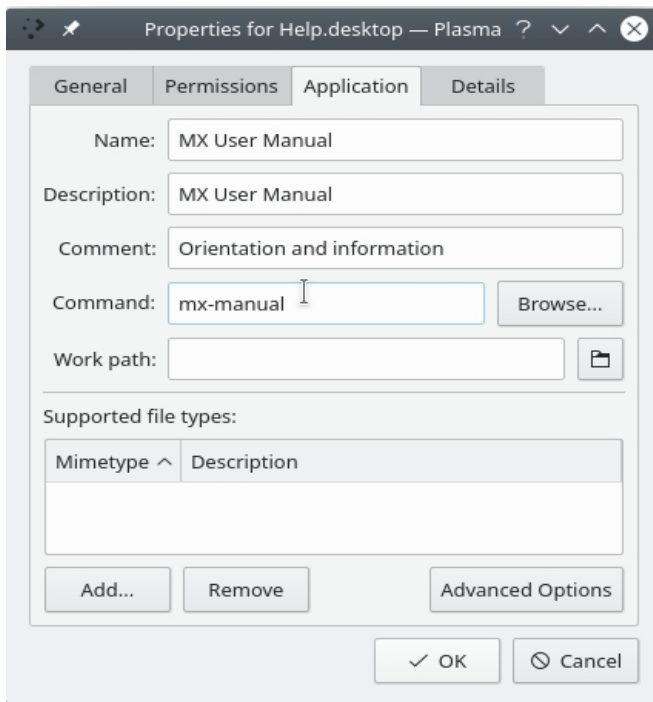 Properties for Help.desktop — Plasma ?
General Permissions Application Details
Name: MX User Manual
Description: MX User Manual
Comment: Orientation and information
Command: mx-manual Browse...
Work path:
Supported file types:
Mimetype Description
Add... Remove Advanced Options
OK Cancel